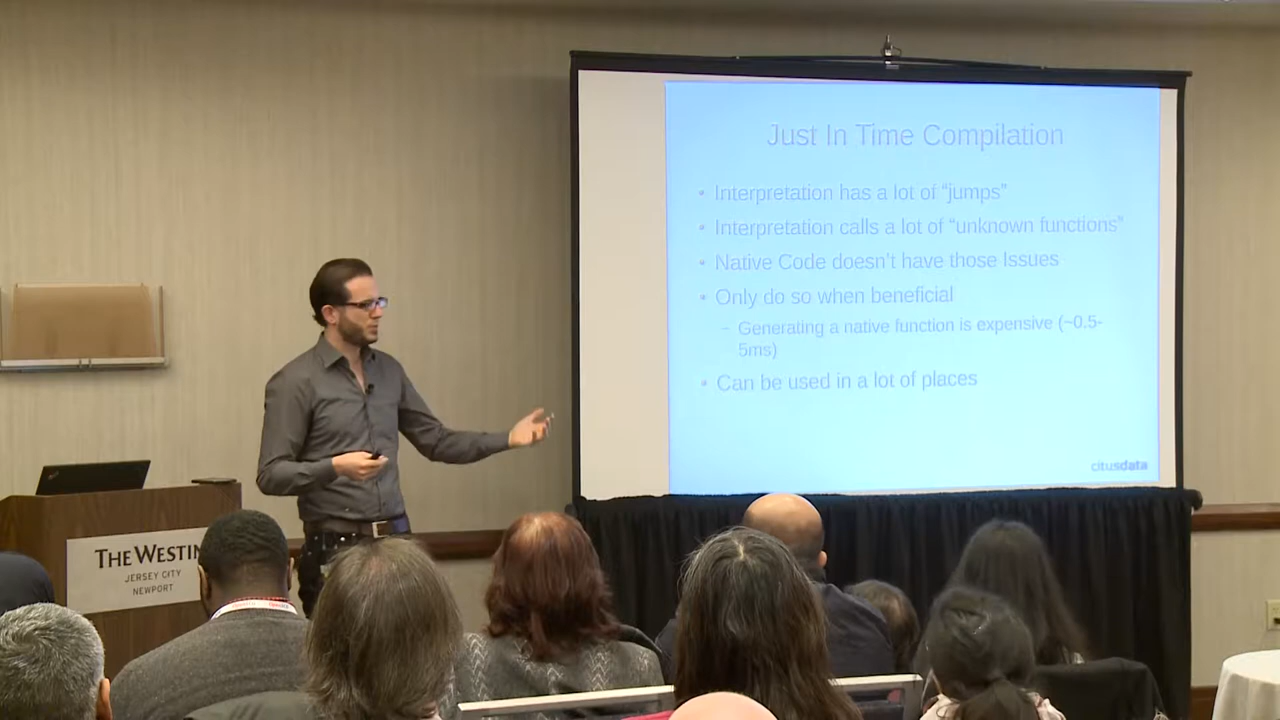 Just In Time Compilation
• Interpretation has a lot of “jumps”
• Interpretation calls a lot of “unknown functions”
• Native Code doesn’t have those Issues
• Only do so when beneficial
– Generating a native function is expensive (~0.5-
5ms)
• Can be used in a lot of places
citusdata
THE WESTIN
JERSEY CITY
NEWPORT